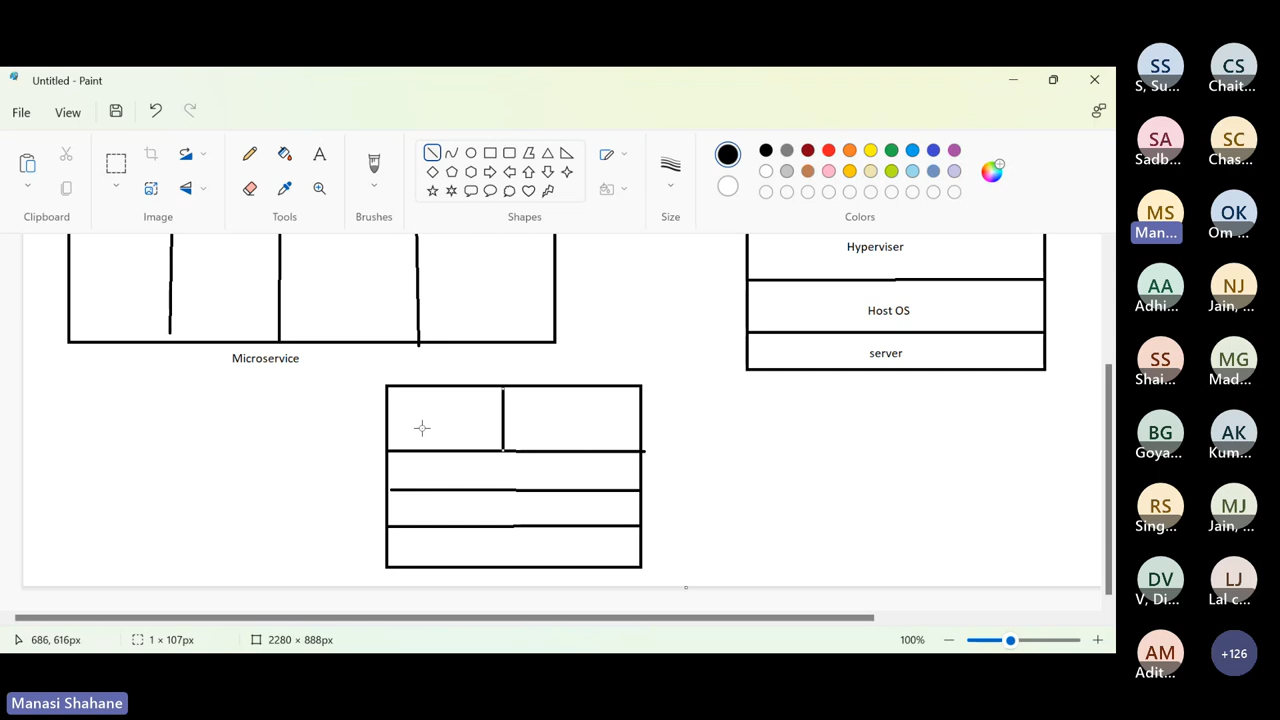 Untitled - Paint
File
View
Clipboard
Image
Tools
Brushes
Shapes
Size
Colors
Hyperviser
Host OS
server
Microservice
686, 616px
1 × 107px
2280 × 888px
100%
Manasi Shahane
SS
S, Su...
CS
Chait...
SA
Sadb...
SC
Chas...
MS
Man...
OK
Om ...
AA
Adhi...
NJ
Jain, ...
SS
Shai...
MG
Mad...
BG
Goya...
AK
Kum...
RS
Sing...
MJ
Jain, ...
DV
V, Di...
LJ
Lal c...
AM
Adit...
+126